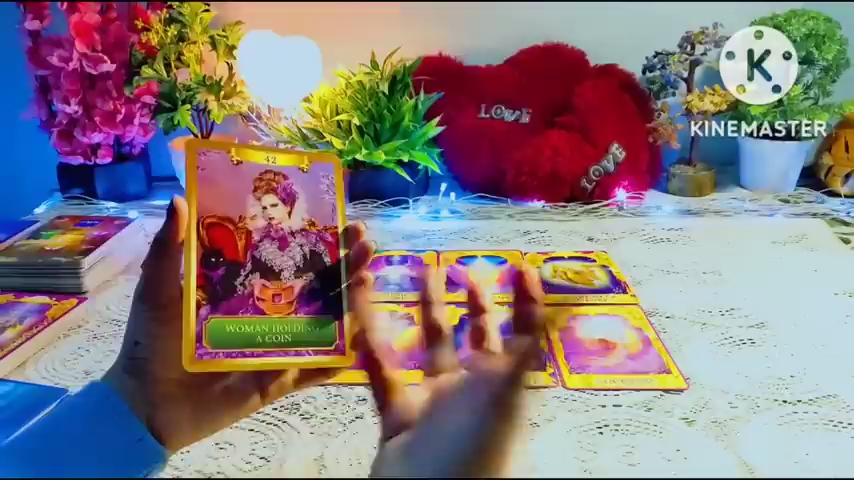 K
KINEMASTER
LOVE
LOVE
42
WOMAN HOLDING
A COIN